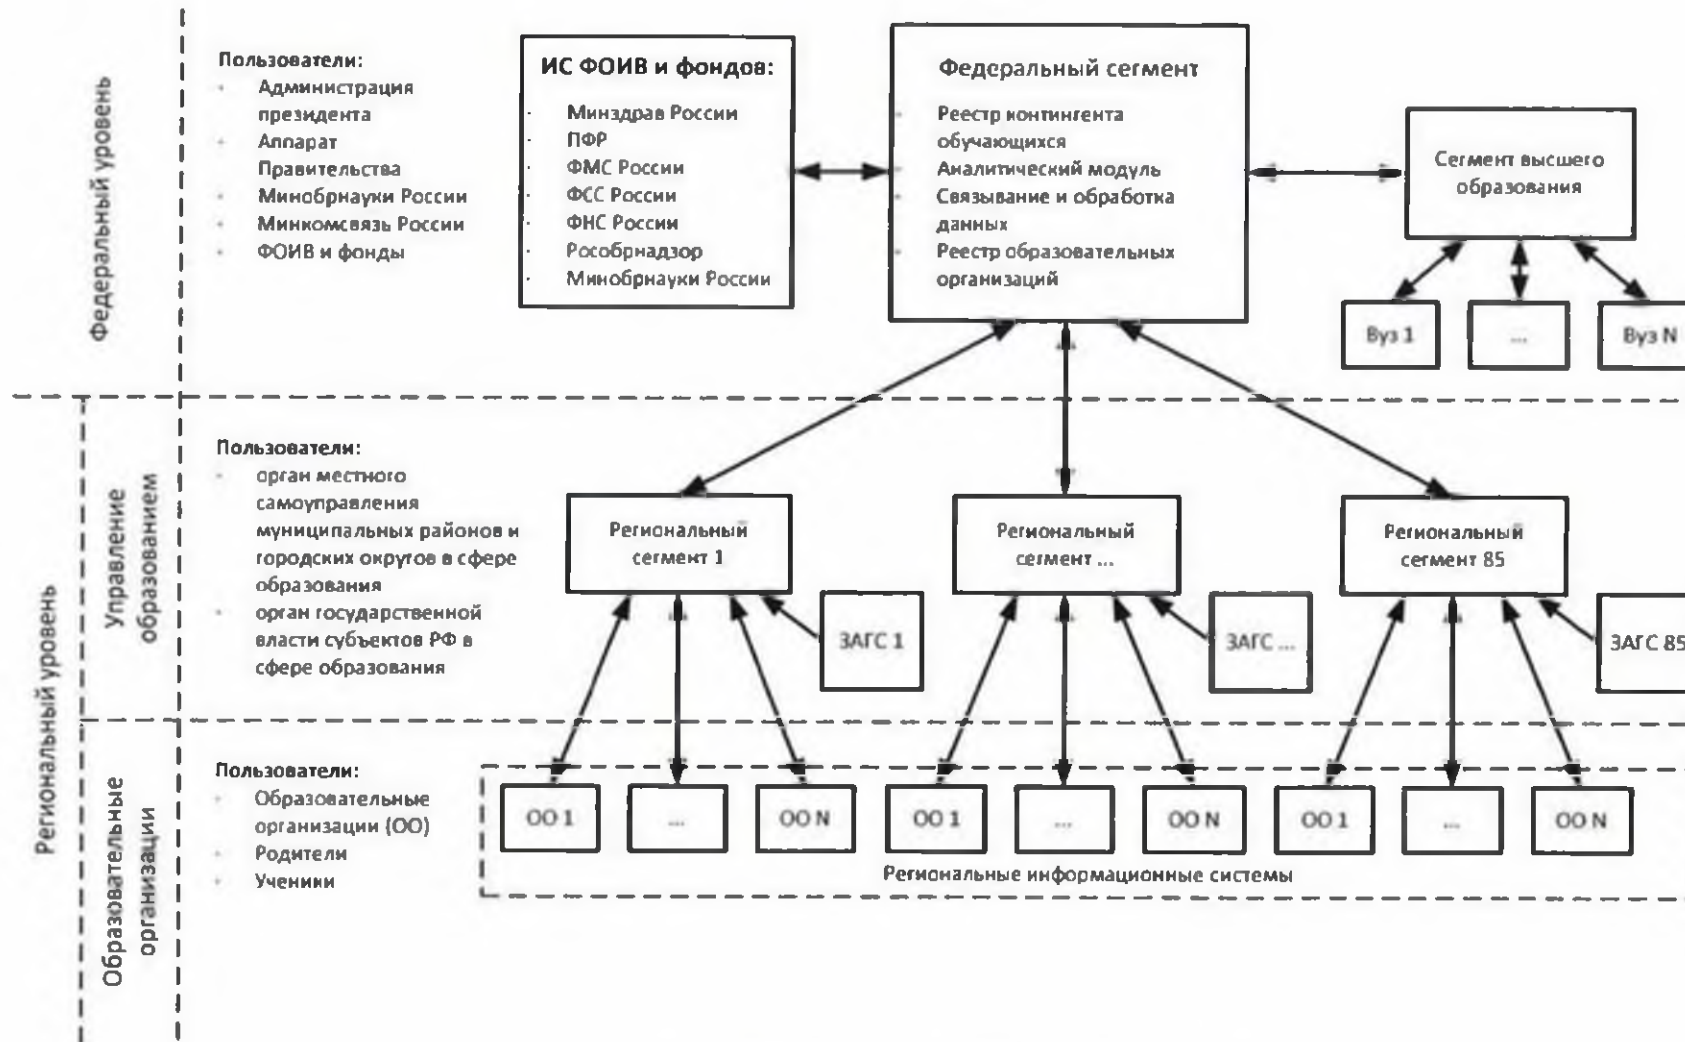 Федеральный уровень
Пользователи:
Администрация
президента
Аппарат
Правительства
Минобрнауки России
Минкомсвязь России
ФОИВ и фонды
ИС ФОИВ и фондов:
Минздрав России
ПФР
ФМС России
ФСС России
ФНС России
Рособрнадзор
Минобрнауки России
Федеральный сегмент
Реестр контингента
обучающихся
Аналитический модуль
Связывание и обработка
данных
Реестр образовательных
организаций
Сегмент высшего
образования
Вуз 1
...
Вуз N
Региональный уровень
Управление
образованием
Пользователи:
орган местного
самоуправления
муниципальных районов и
городских округов в сфере
образования
орган государственной
власти субъектов РФ в
сфере образования
Региональный
сегмент 1
Региональный
сегмент ...
Региональный
сегмент 85
ЗАГС 1
ЗАГС ...
ЗАГС 85
Образовательные
организации
Пользователи:
Образовательные
организации (ОО)
Родители
Ученики
ОО 1
...
ОО N
ОО 1
...
ОО N
ОО 1
...
ОО N
Региональные информационные системы